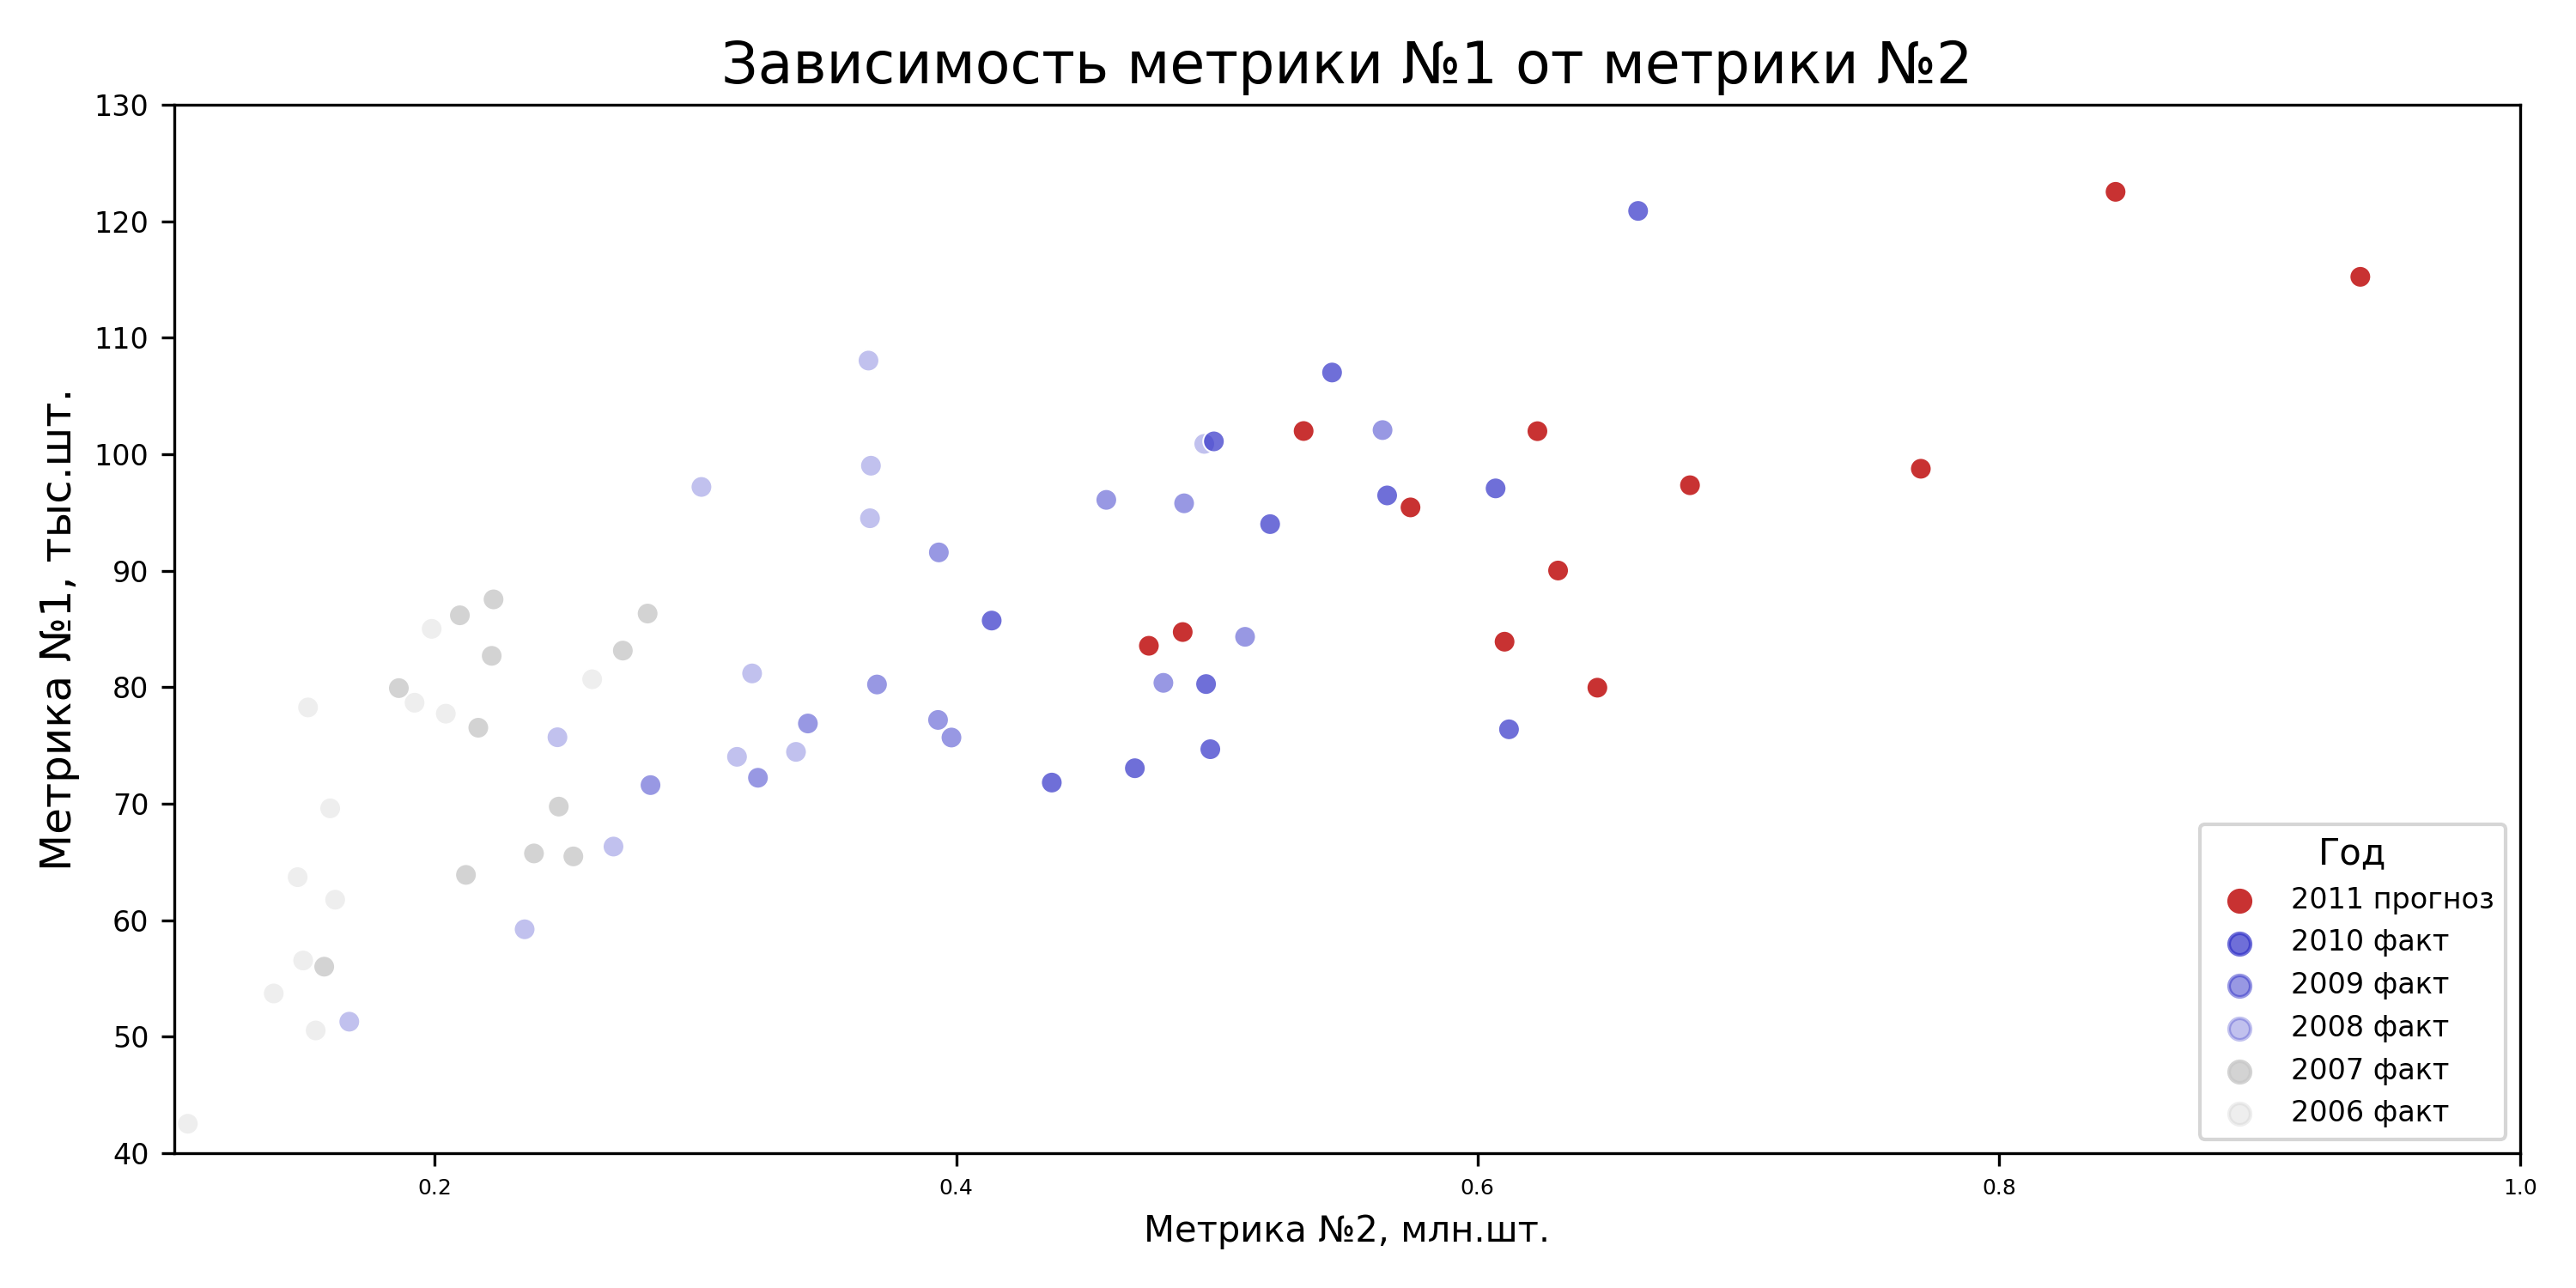 Зависимость метрики №1 от метрики №2
Метрика №1, тыс.шт.
130
120
110
100
90
80
70
60
50
40
0.2
0.4
0.6
0.8
1.0
Метрика №2, млн.шт.
Год
2011 прогноз
2010 факт
2009 факт
2008 факт
2007 факт
2006 факт